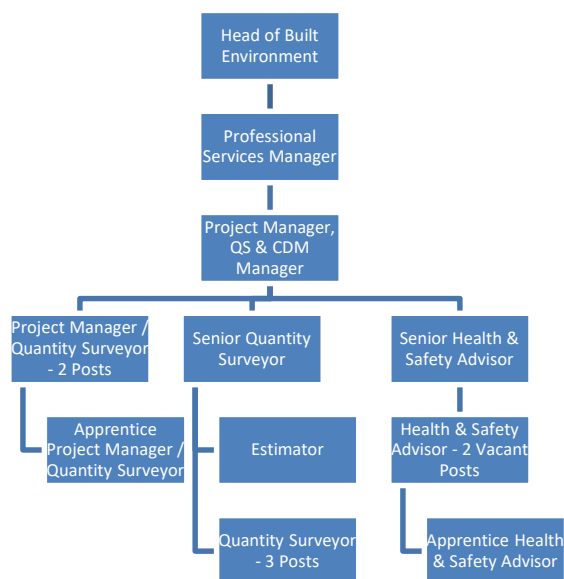 Head of Built
Environment
Professional
Services Manager
Project Manager,
QS & CDM
Manager
Project Manager /
Quantity Surveyor
- 2 Posts
Senior Quantity
Surveyor
Senior Health &
Safety Advisor
Apprentice
Project Manager /
Quantity Surveyor
Estimator
Health & Safety
Advisor - 2 Vacant
Posts
Quantity Surveyor
- 3 Posts
Apprentice Health
& Safety Advisor